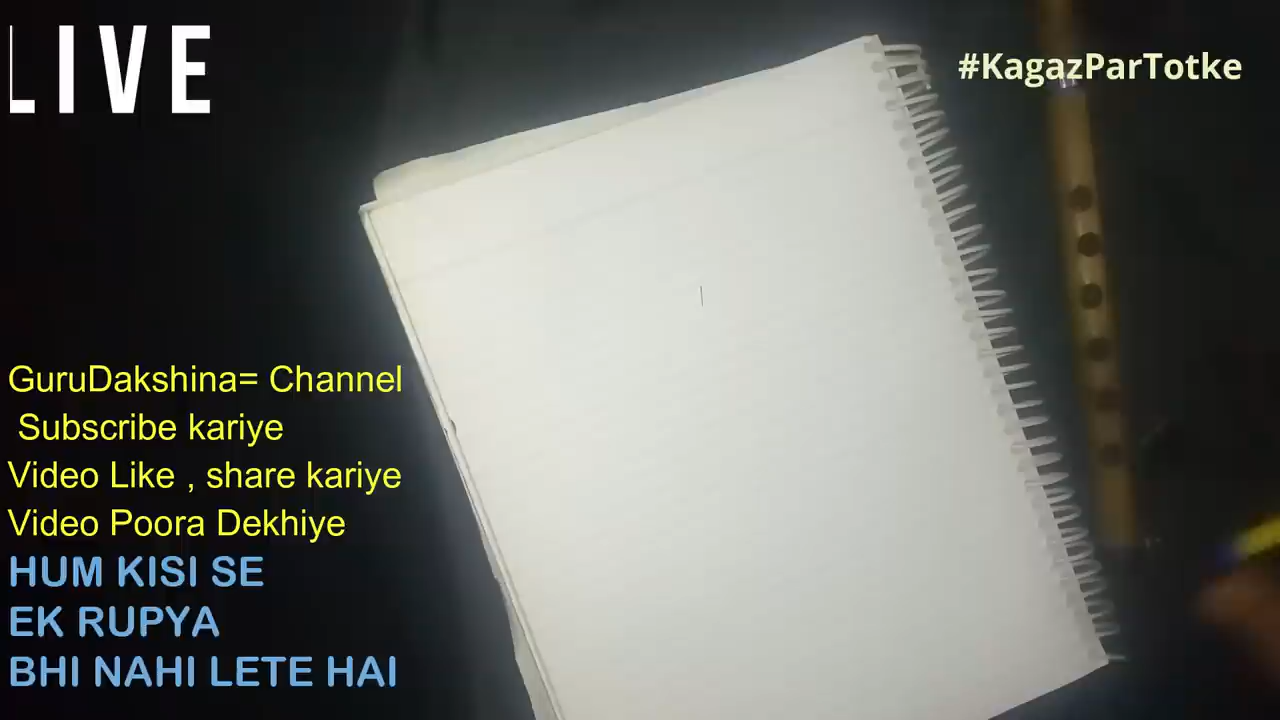 LIVE
#KagazParTotke
GuruDakshina= Channel
Subscribe kariye
Video Like , share kariye
Video Poora Dekhiye
HUM KISI SE
EK RUPYA
BHI NAHI LETE HAI